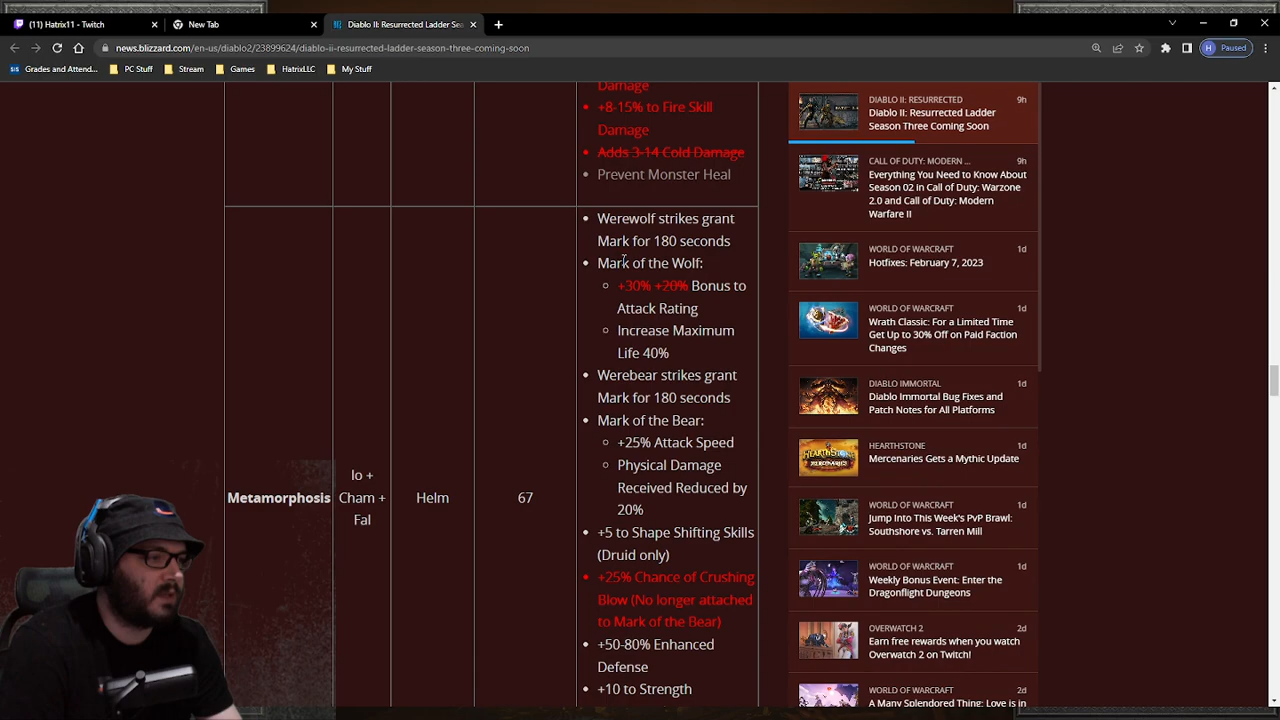 (11) Hatrix11 - Twitch
New Tab
Diablo II: Resurrected Ladder Sea
news.blizzard.com/en-us/diablo2/23899624/diablo-ii-resurrected-ladder-season-three-coming-soon
H Paused
SIS Grades and Attend...
PC Stuff
Stream
Games
HatrixLLC
My Stuff
Damage
+8-15% to Fire Skill
Damage
Adds 3-14 Cold Damage
Prevent Monster Heal
Metamorphosis
Io +
Cham +
Fal
Helm
67
Werewolf strikes grant
Mark for 180 seconds
Mark of the Wolf:
+30% +20% Bonus to
Attack Rating
Increase Maximum
Life 40%
Werebear strikes grant
Mark for 180 seconds
Mark of the Bear:
+25% Attack Speed
Physical Damage
Received Reduced by
20%
+5 to Shape Shifting Skills
(Druid only)
+25% Chance of Crushing
Blow (No longer attached
to Mark of the Bear)
+50-80% Enhanced
Defense
+10 to Strength
DIABLO II: RESURRECTED 9h
Diablo II: Resurrected Ladder
Season Three Coming Soon
CALL OF DUTY: MODERN ... 9h
Everything You Need to Know About
Season 02 in Call of Duty: Warzone
2.0 and Call of Duty: Modern
Warfare II
WORLD OF WARCRAFT 1d
Hotfixes: February 7, 2023
WORLD OF WARCRAFT 1d
Wrath Classic: For a Limited Time
Get Up to 30% Off on Paid Faction
Changes
DIABLO IMMORTAL 1d
Diablo Immortal Bug Fixes and
Patch Notes for All Platforms
HEARTHSTONE 1d
Mercenaries Gets a Mythic Update
WORLD OF WARCRAFT 1d
Jump Into This Week's PvP Brawl:
Southshore vs. Tarren Mill
WORLD OF WARCRAFT 1d
Weekly Bonus Event: Enter the
Dragonflight Dungeons
OVERWATCH 2 2d
Earn free rewards when you watch
Overwatch 2 on Twitch!
WORLD OF WARCRAFT 2d
A Many Splendored Thing: Love is in